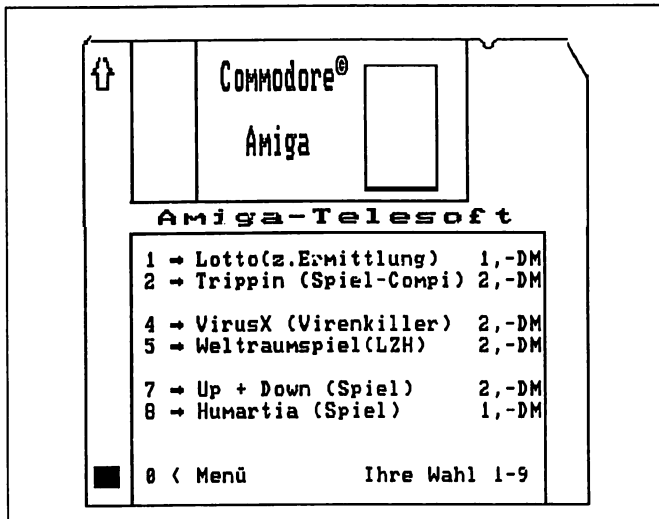 Commodore®
Amiga
Amiga-Telesoft
1 → Lotto(z.Ermittlung) 1,-DM
2 → Trippin (Spiel-Compi) 2,-DM
4 → VirusX (Virenkiller) 2,-DM
5 → Weltraumspiel(LZH) 2,-DM
7 → Up + Down (Spiel) 2,-DM
8 → Humartia (Spiel) 1,-DM
0 < Menü Ihre Wahl 1-9